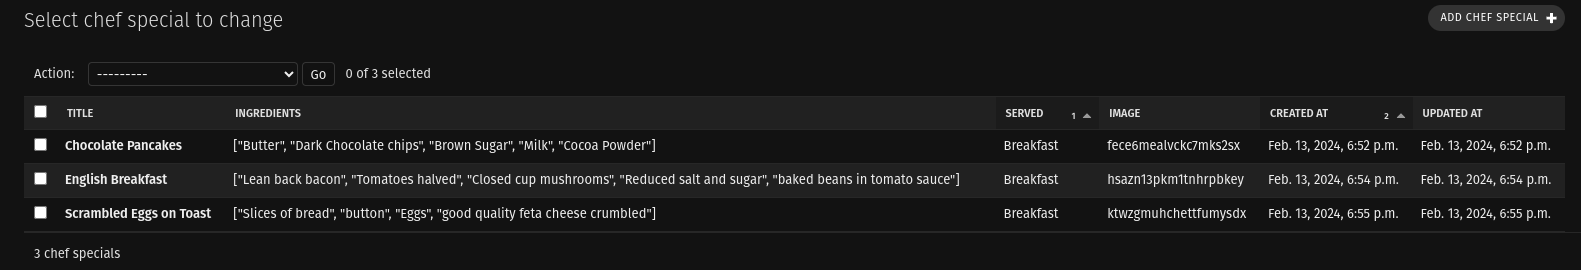 Select chef special to change
ADD CHEF SPECIAL
Action: --------- Go 0 of 3 selected
TITLE INGREDIENTS SERVED 1 IMAGE CREATED AT 2 UPDATED AT
Chocolate Pancakes ["Butter", "Dark Chocolate chips", "Brown Sugar", "Milk", "Cocoa Powder"] Breakfast fece6mealvckc7mks2sx Feb. 13, 2024, 6:52 p.m. Feb. 13, 2024, 6:52 p.m.
English Breakfast ["Lean back bacon", "Tomatoes halved", "Closed cup mushrooms", "Reduced salt and sugar", "baked beans in tomato sauce"] Breakfast hsazn13pkm1tnhrpbkey Feb. 13, 2024, 6:54 p.m. Feb. 13, 2024, 6:54 p.m.
Scrambled Eggs on Toast ["Slices of bread", "button", "Eggs", "good quality feta cheese crumbled"] Breakfast ktwzgmuhchettfumysdx Feb. 13, 2024, 6:55 p.m. Feb. 13, 2024, 6:55 p.m.
3 chef specials